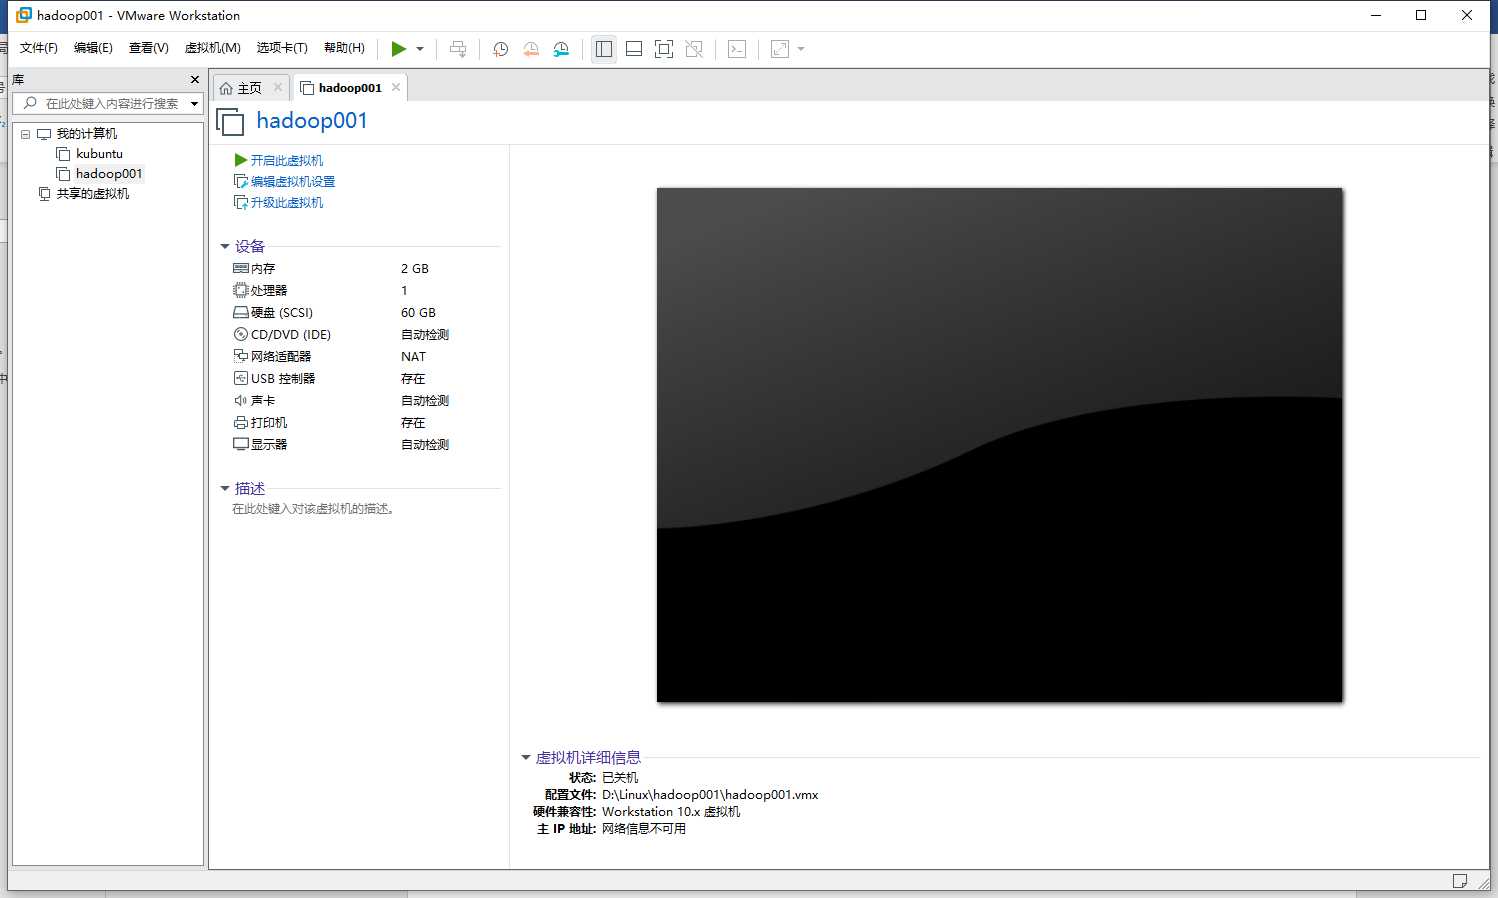 hadoop001 - VMware Workstation
文件(F) 编辑(E) 查看(V) 虚拟机(M) 选项卡(T) 帮助(H)
库
在此处键入内容进行搜索
我的计算机
kubuntu
hadoop001
共享的虚拟机
主页 hadoop001
hadoop001
开启此虚拟机
编辑虚拟机设置
升级此虚拟机
设备
内存 2 GB
处理器 1
硬盘 (SCSI) 60 GB
CD/DVD (IDE) 自动检测
网络适配器 NAT
USB 控制器 存在
声卡 自动检测
打印机 存在
显示器 自动检测
描述
在此处键入对该虚拟机的描述。
虚拟机详细信息
状态: 已关机
配置文件: D:\Linux\hadoop001\hadoop001.vmx
硬件兼容性: Workstation 10.x 虚拟机
主 IP 地址: 网络信息不可用